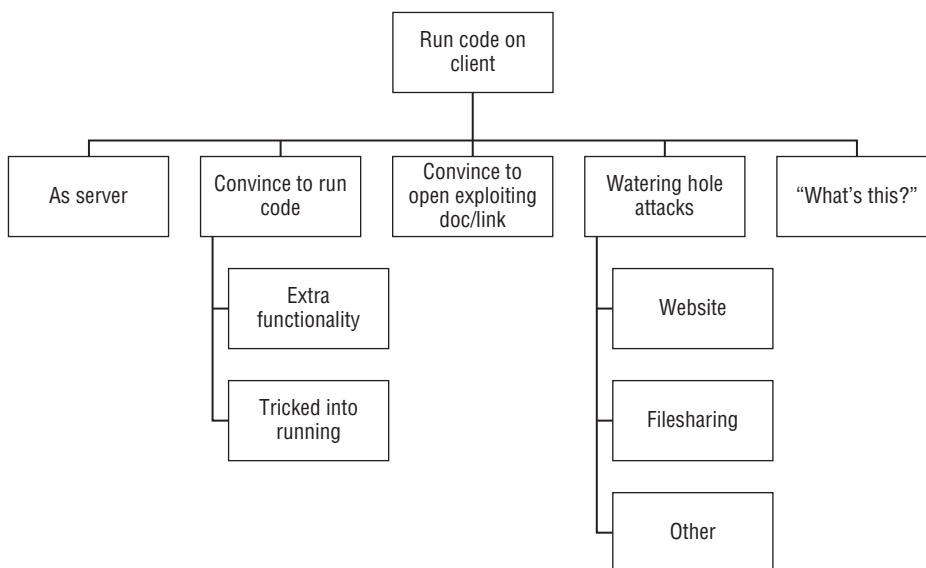 Run code on
client
As server
Convince to run
code
Convince to
open exploiting
doc/link
Watering hole
attacks
“What’s this?”
Extra
functionality
Tricked into
running
Website
Filesharing
Other